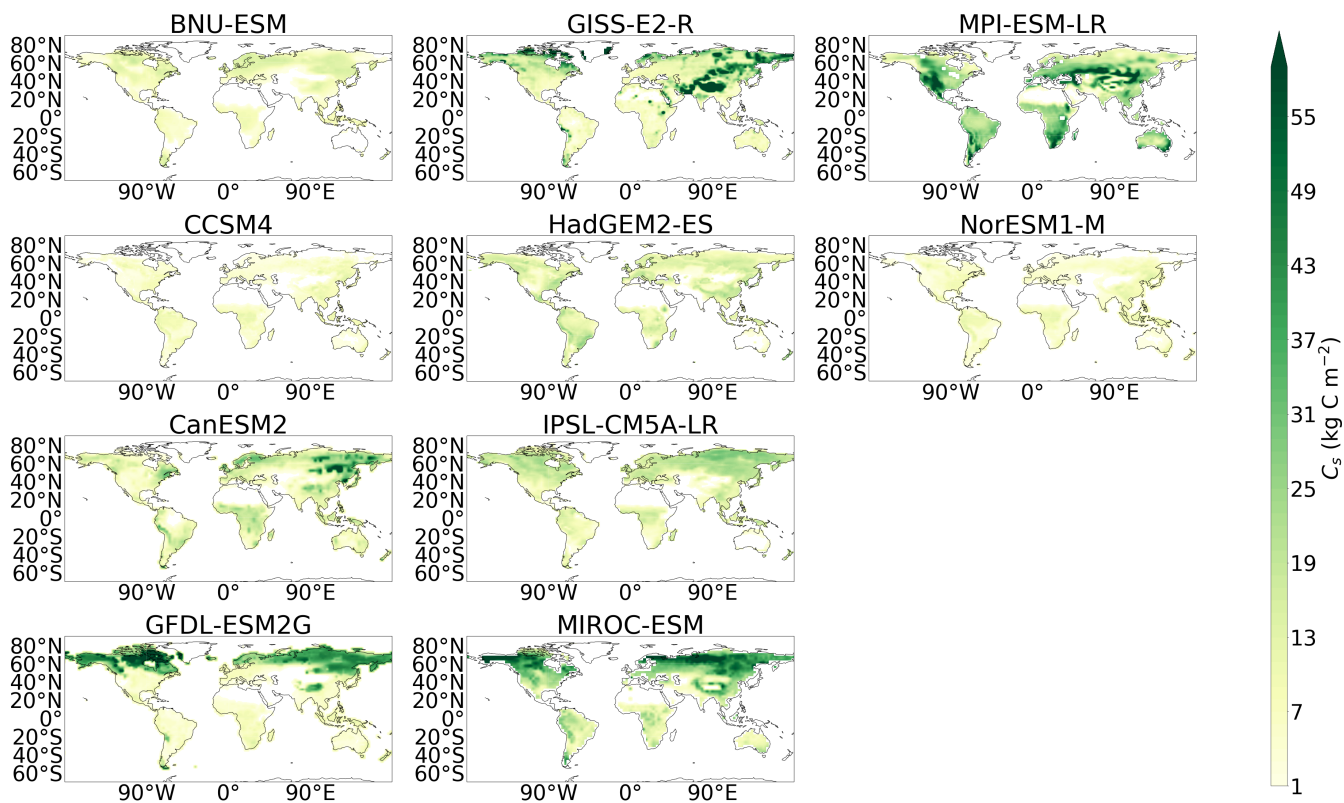 BNU-ESM
GISS-E2-R
MPI-ESM-LR
80°N
60°N
40°N
20°N
0°
20°S
40°S
60°S
90°W 0° 90°E
80°N
60°N
40°N
20°N
0°
20°S
40°S
60°S
90°W 0° 90°E
80°N
60°N
40°N
20°N
0°
20°S
40°S
60°S
90°W 0° 90°E
CCSM4
HadGEM2-ES
NorESM1-M
80°N
60°N
40°N
20°N
0°
20°S
40°S
60°S
90°W 0° 90°E
80°N
60°N
40°N
20°N
0°
20°S
40°S
60°S
90°W 0° 90°E
80°N
60°N
40°N
20°N
0°
20°S
40°S
60°S
90°W 0° 90°E
CanESM2
IPSL-CM5A-LR
80°N
60°N
40°N
20°N
0°
20°S
40°S
60°S
90°W 0° 90°E
80°N
60°N
40°N
20°N
0°
20°S
40°S
60°S
90°W 0° 90°E
GFDL-ESM2G
MIROC-ESM
80°N
60°N
40°N
20°N
0°
20°S
40°S
60°S
90°W 0° 90°E
80°N
60°N
40°N
20°N
0°
20°S
40°S
60°S
90°W 0° 90°E
55
49
43
37
31
25
19
13
7
1
C_s (kg C m⁻²)